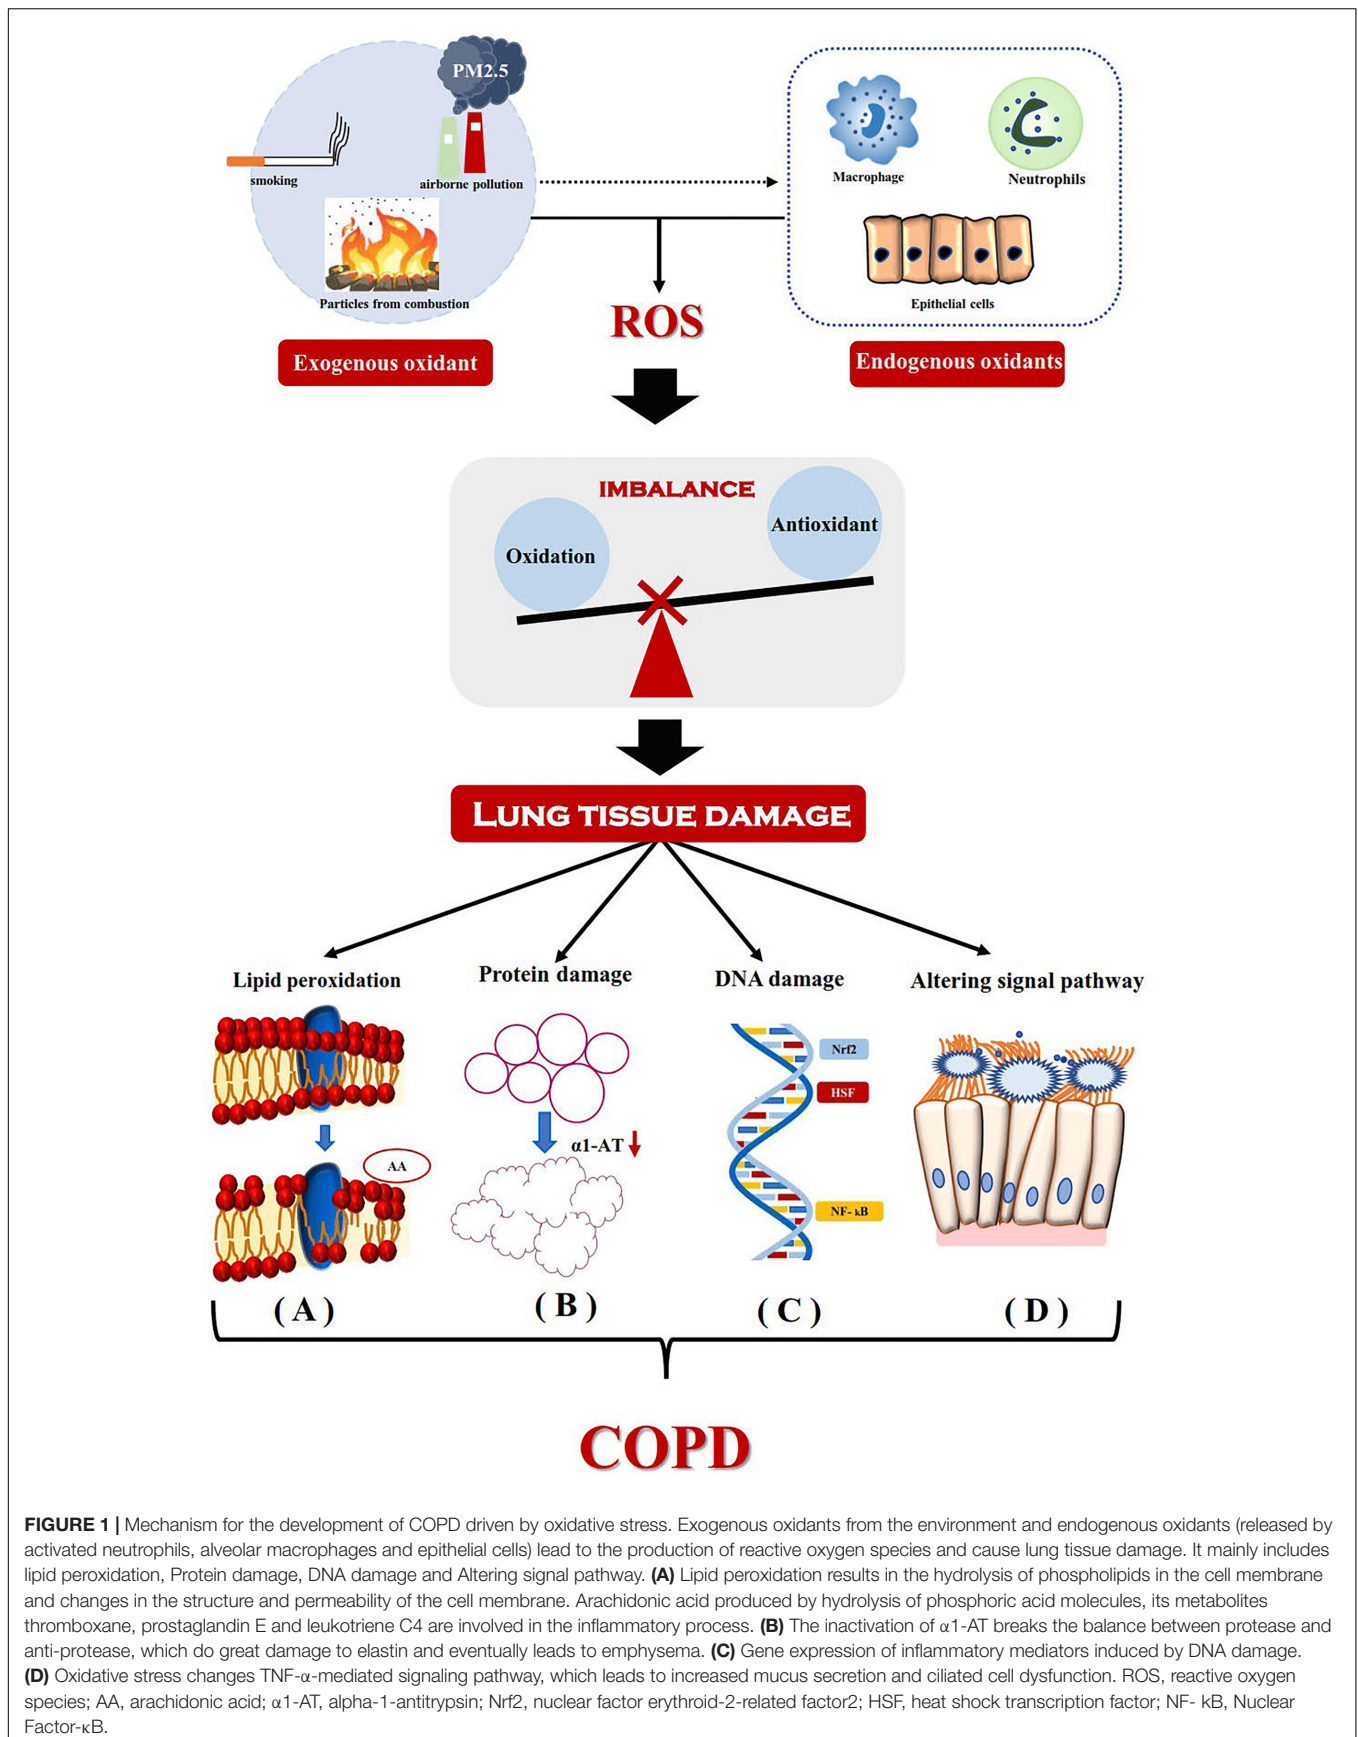 PM2.5
smoking
airborne pollution
Particles from combustion
Exogenous oxidant
Macrophage
Neutrophils
Epithelial cells
Endogenous oxidants
ROS
IMBALANCE
Oxidation
Antioxidant
LUNG TISSUE DAMAGE
Lipid peroxidation
Protein damage
DNA damage
Altering signal pathway
AA
α1-AT
Nrf2
HSF
NF- kB
( A )
( B )
( C )
( D )
COPD
FIGURE 1 | Mechanism for the development of COPD driven by oxidative stress. Exogenous oxidants from the environment and endogenous oxidants (released by
activated neutrophils, alveolar macrophages and epithelial cells) lead to the production of reactive oxygen species and cause lung tissue damage. It mainly includes
lipid peroxidation, Protein damage, DNA damage and Altering signal pathway. (A) Lipid peroxidation results in the hydrolysis of phospholipids in the cell membrane
and changes in the structure and permeability of the cell membrane. Arachidonic acid produced by hydrolysis of phosphoric acid molecules, its metabolites
thromboxane, prostaglandin E and leukotriene C4 are involved in the inflammatory process. (B) The inactivation of α1-AT breaks the balance between protease and
anti-protease, which do great damage to elastin and eventually leads to emphysema. (C) Gene expression of inflammatory mediators induced by DNA damage.
(D) Oxidative stress changes TNF-α-mediated signaling pathway, which leads to increased mucus secretion and ciliated cell dysfunction. ROS, reactive oxygen
species; AA, arachidonic acid; α1-AT, alpha-1-antitrypsin; Nrf2, nuclear factor erythroid-2-related factor2; HSF, heat shock transcription factor; NF- kB, Nuclear
Factor-κB.